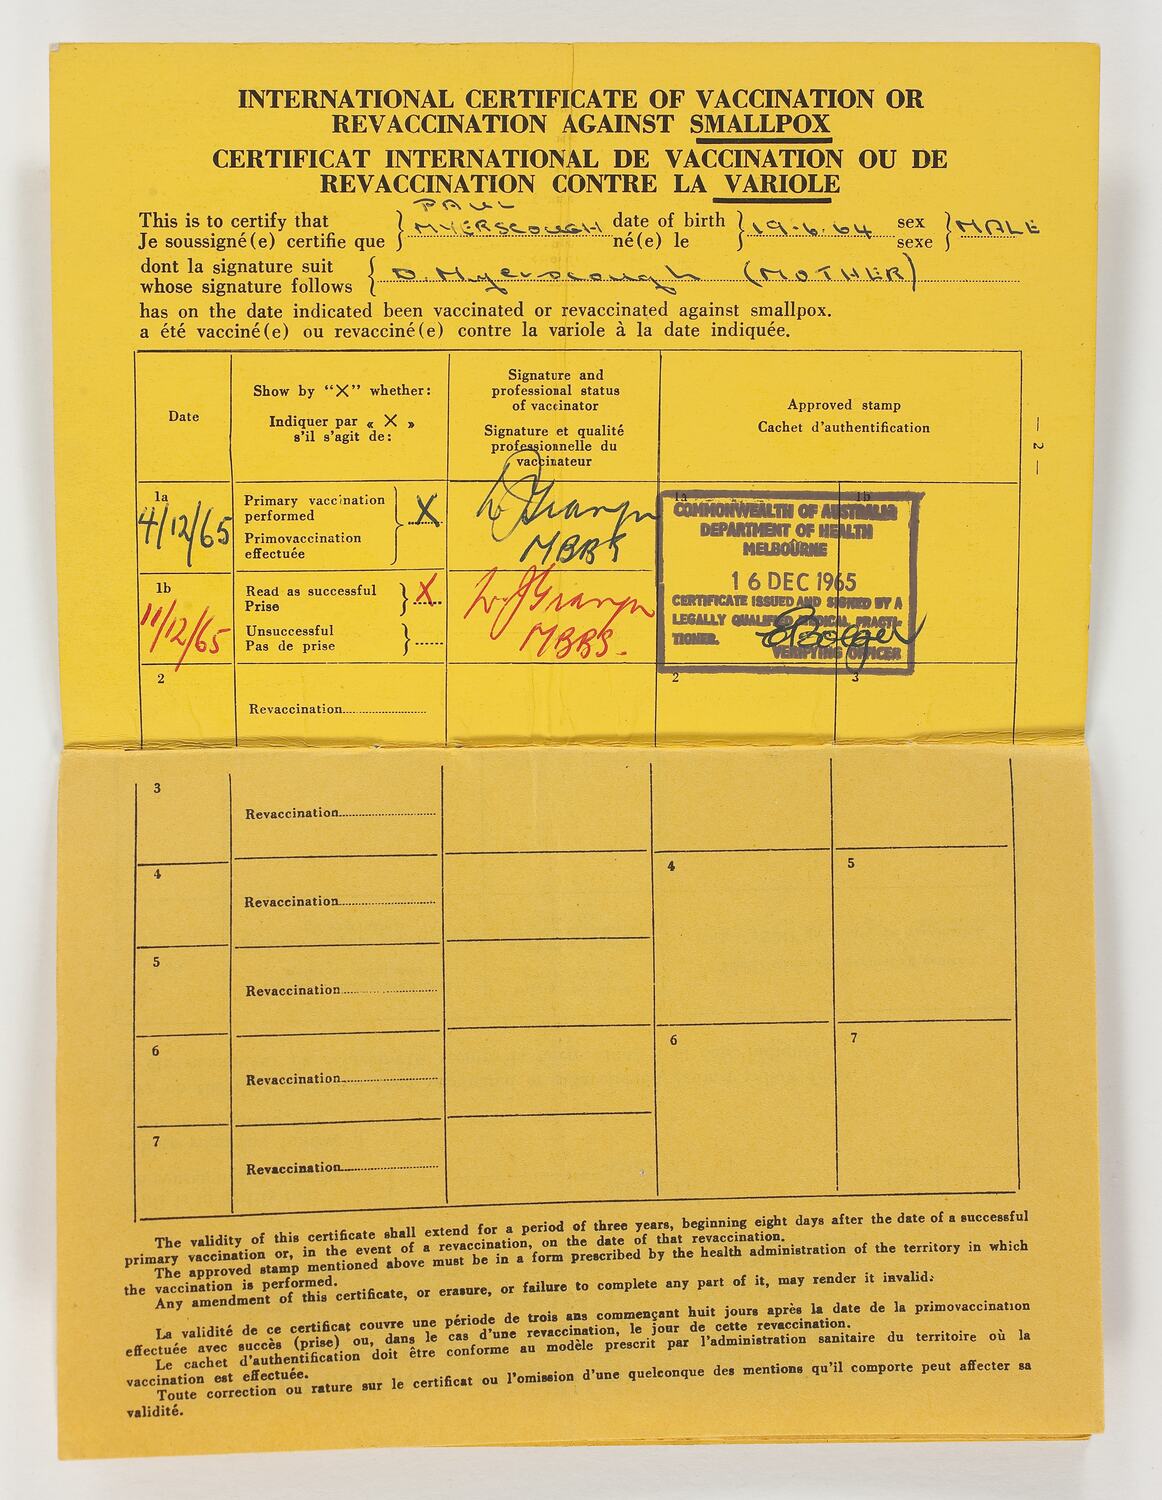 INTERNATIONAL CERTIFICATE OF VACCINATION OR
REVACCINATION AGAINST SMALLPOX
CERTIFICAT INTERNATIONAL DE VACCINATION OU DE
REVACCINATION CONTRE LA VARIOLE
PAUL
This is to certify that MYERSCOUGH date of birth 19.6.64 sex MALE
Je soussigné(e) certifie que né(e) le sexe
dont la signature suit D. Myerscough (MOTHER)
whose signature follows
has on the date indicated been vaccinated or revaccinated against smallpox.
a été vacciné(e) ou revacciné(e) contre la variole à la date indiquée.
Date
Show by "X" whether:
Indiquer par « X »
s'il s'agit de:
Signature and
professional status
of vaccinator
Signature et qualité
professionnelle du
vaccinateur
Approved stamp
Cachet d'authentification
— 2 —
1a
4/12/65
Primary vaccination
performed
Primovaccination
effectuée
X
MBBS
1a
1b
COMMONWEALTH OF AUSTRALIA
DEPARTMENT OF HEALTH
MELBOURNE
16 DEC 1965
CERTIFICATE ISSUED AND SIGNED BY A
LEGALLY QUALIFIED MEDICAL PRACTI-
TIONER.
VERIFYING OFFICER
1b
11/12/65
Read as successful
Prise
X
Unsuccessful
Pas de prise
MBBS.
2
Revaccination
2
3
3
Revaccination
4
Revaccination
4
5
5
Revaccination
6
Revaccination
6
7
7
Revaccination
The validity of this certificate shall extend for a period of three years, beginning eight days after the date of a successful
primary vaccination or, in the event of a revaccination, on the date of that revaccination.
The approved stamp mentioned above must be in a form prescribed by the health administration of the territory in which
the vaccination is performed.
Any amendment of this certificate, or erasure, or failure to complete any part of it, may render it invalid.
La validité de ce certificat couvre une période de trois ans commençant huit jours après la date de la primovaccination
effectuée avec succès (prise) ou, dans le cas d'une revaccination, le jour de cette revaccination.
Le cachet d'authentification doit être conforme au modèle prescrit par l'administration sanitaire du territoire où la
vaccination est effectuée.
Toute correction ou rature sur le certificat ou l'omission d'une quelconque des mentions qu'il comporte peut affecter sa
validité.